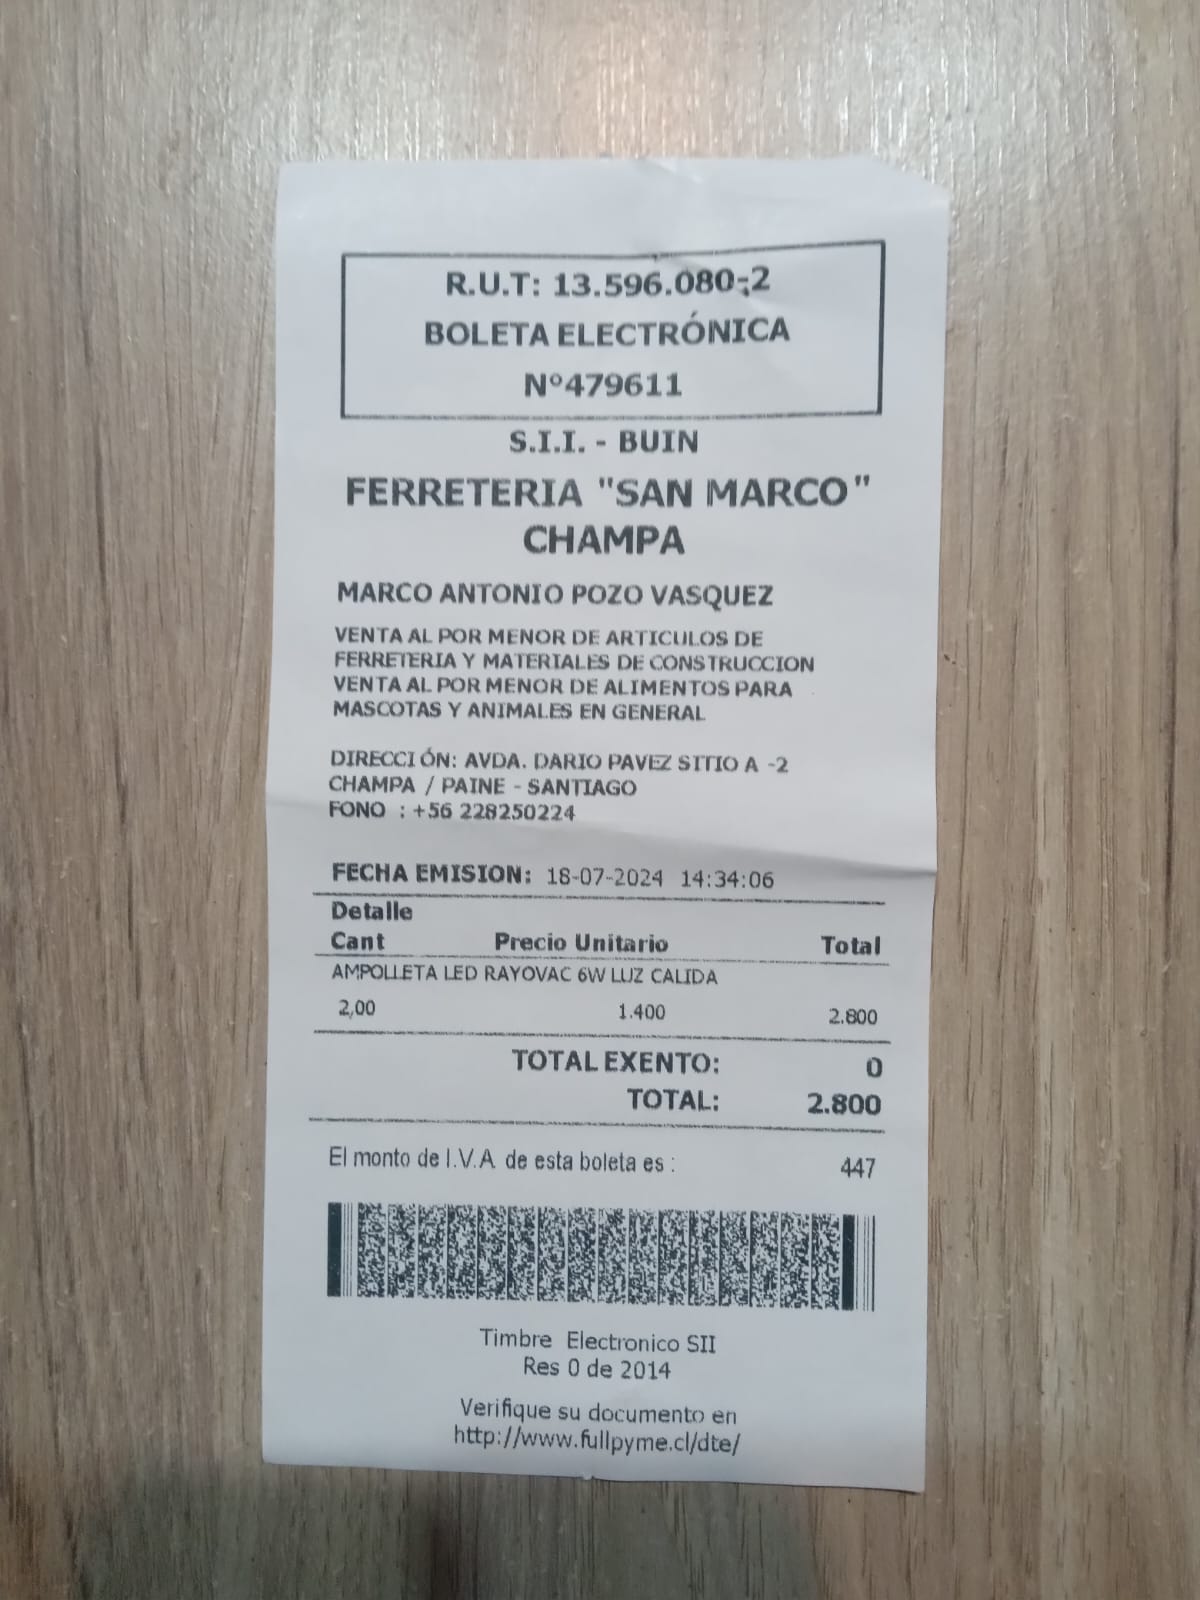 R.U.T: 13.596.080-2
BOLETA ELECTRÓNICA
Nº479611
S.I.I. - BUIN
FERRETERIA "SAN MARCO"
CHAMPA
MARCO ANTONIO POZO VASQUEZ
VENTA AL POR MENOR DE ARTICULOS DE
FERRETERIA Y MATERIALES DE CONSTRUCCION
VENTA AL POR MENOR DE ALIMENTOS PARA
MASCOTAS Y ANIMALES EN GENERAL
DIRECCIÓN: AVDA. DARIO PAVEZ SITIO A -2
CHAMPA / PAINE - SANTIAGO
FONO : +56 228250224
FECHA EMISION: 18-07-2024 14:34:06
Detalle
Cant Precio Unitario Total
AMPOLLETA LED RAYOVAC 6W LUZ CALIDA
2,00 1.400 2.800
TOTAL EXENTO: 0
TOTAL: 2.800
El monto de I.V.A de esta boleta es : 447
Timbre Electronico SII
Res 0 de 2014
Verifique su documento en
http://www.fullpyme.cl/dte/